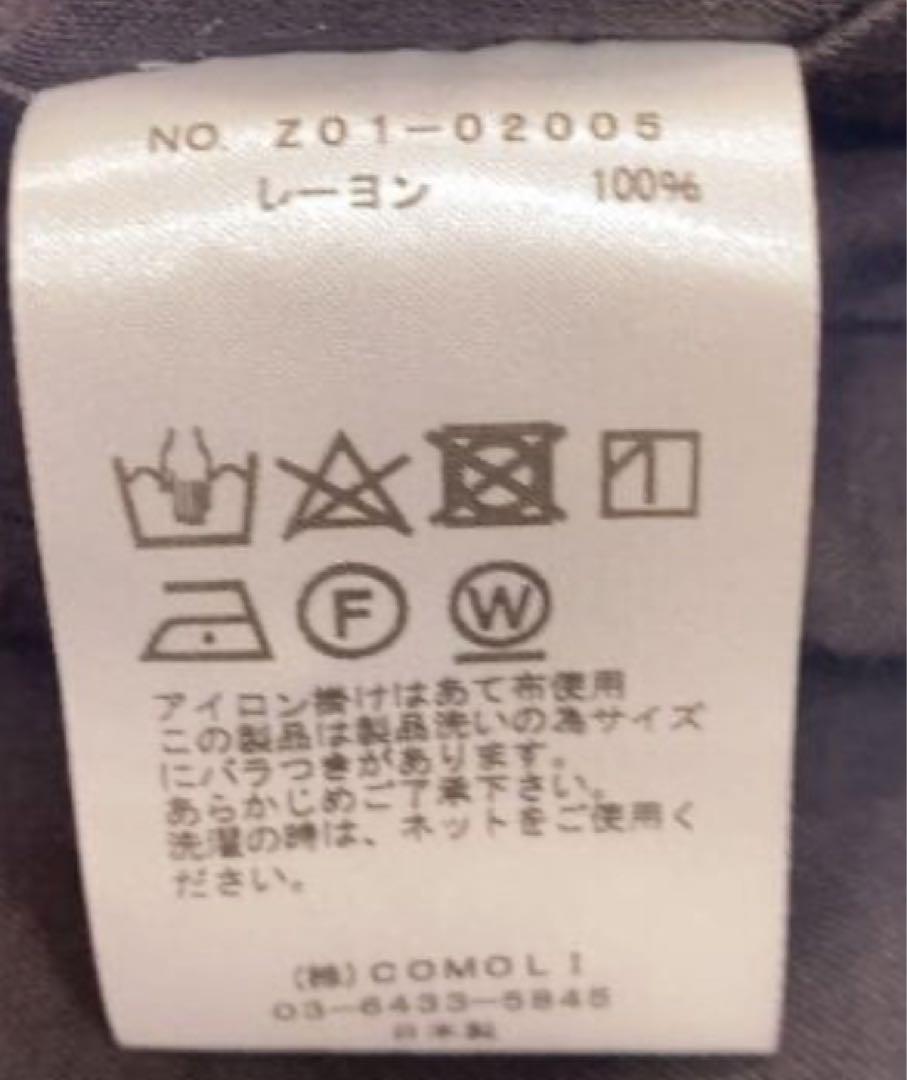 NO. Z01-02005
レーヨン 100%
F W
アイロン掛けはあて布使用
この製品は製品洗いの為サイズ
にバラつきがあります。
あらかじめご了承下さい。
洗濯の時は、ネットをご使用く
ださい。
(株)COMOLI
03-6433-5845
日本製